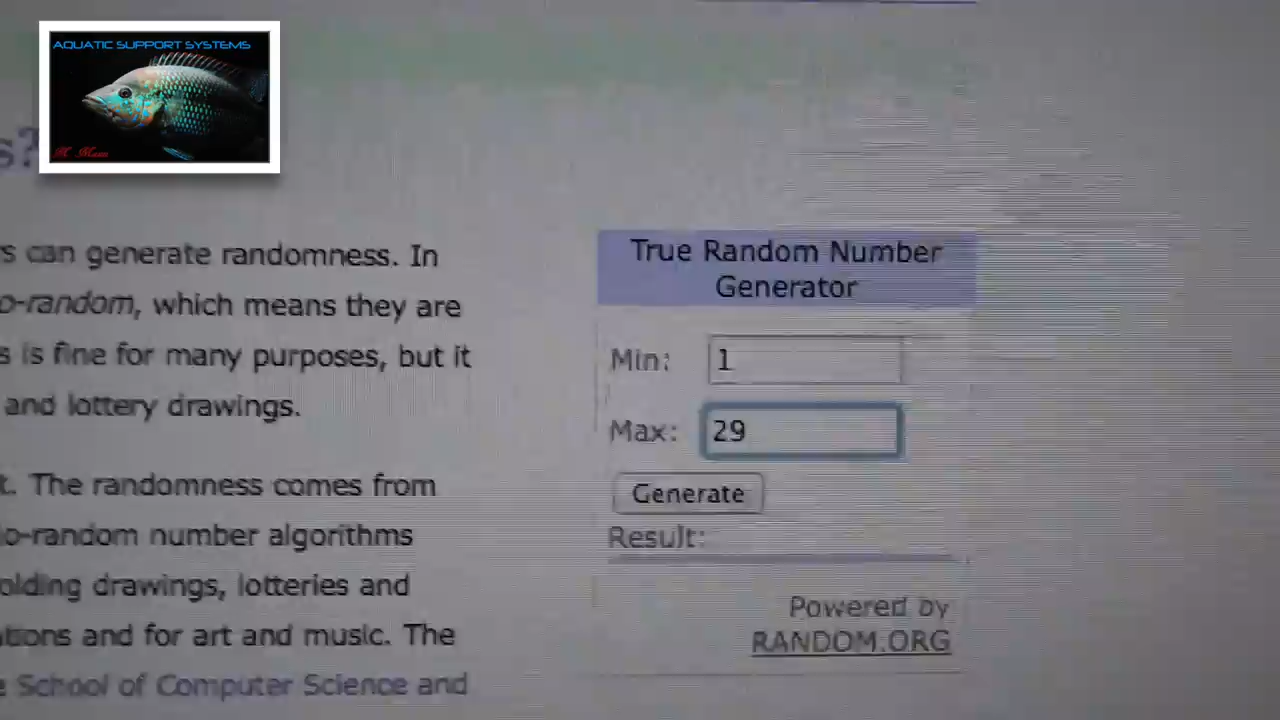 AQUATIC SUPPORT SYSTEMS
s?
s can generate randomness. In
o-random, which means they are
s is fine for many purposes, but it
and lottery drawings.
t. The randomness comes from
o-random number algorithms
olding drawings, lotteries and
ations and for art and music. The
e School of Computer Science and
True Random Number
Generator
Min: 1
Max: 29
Generate
Result:
Powered by
RANDOM.ORG